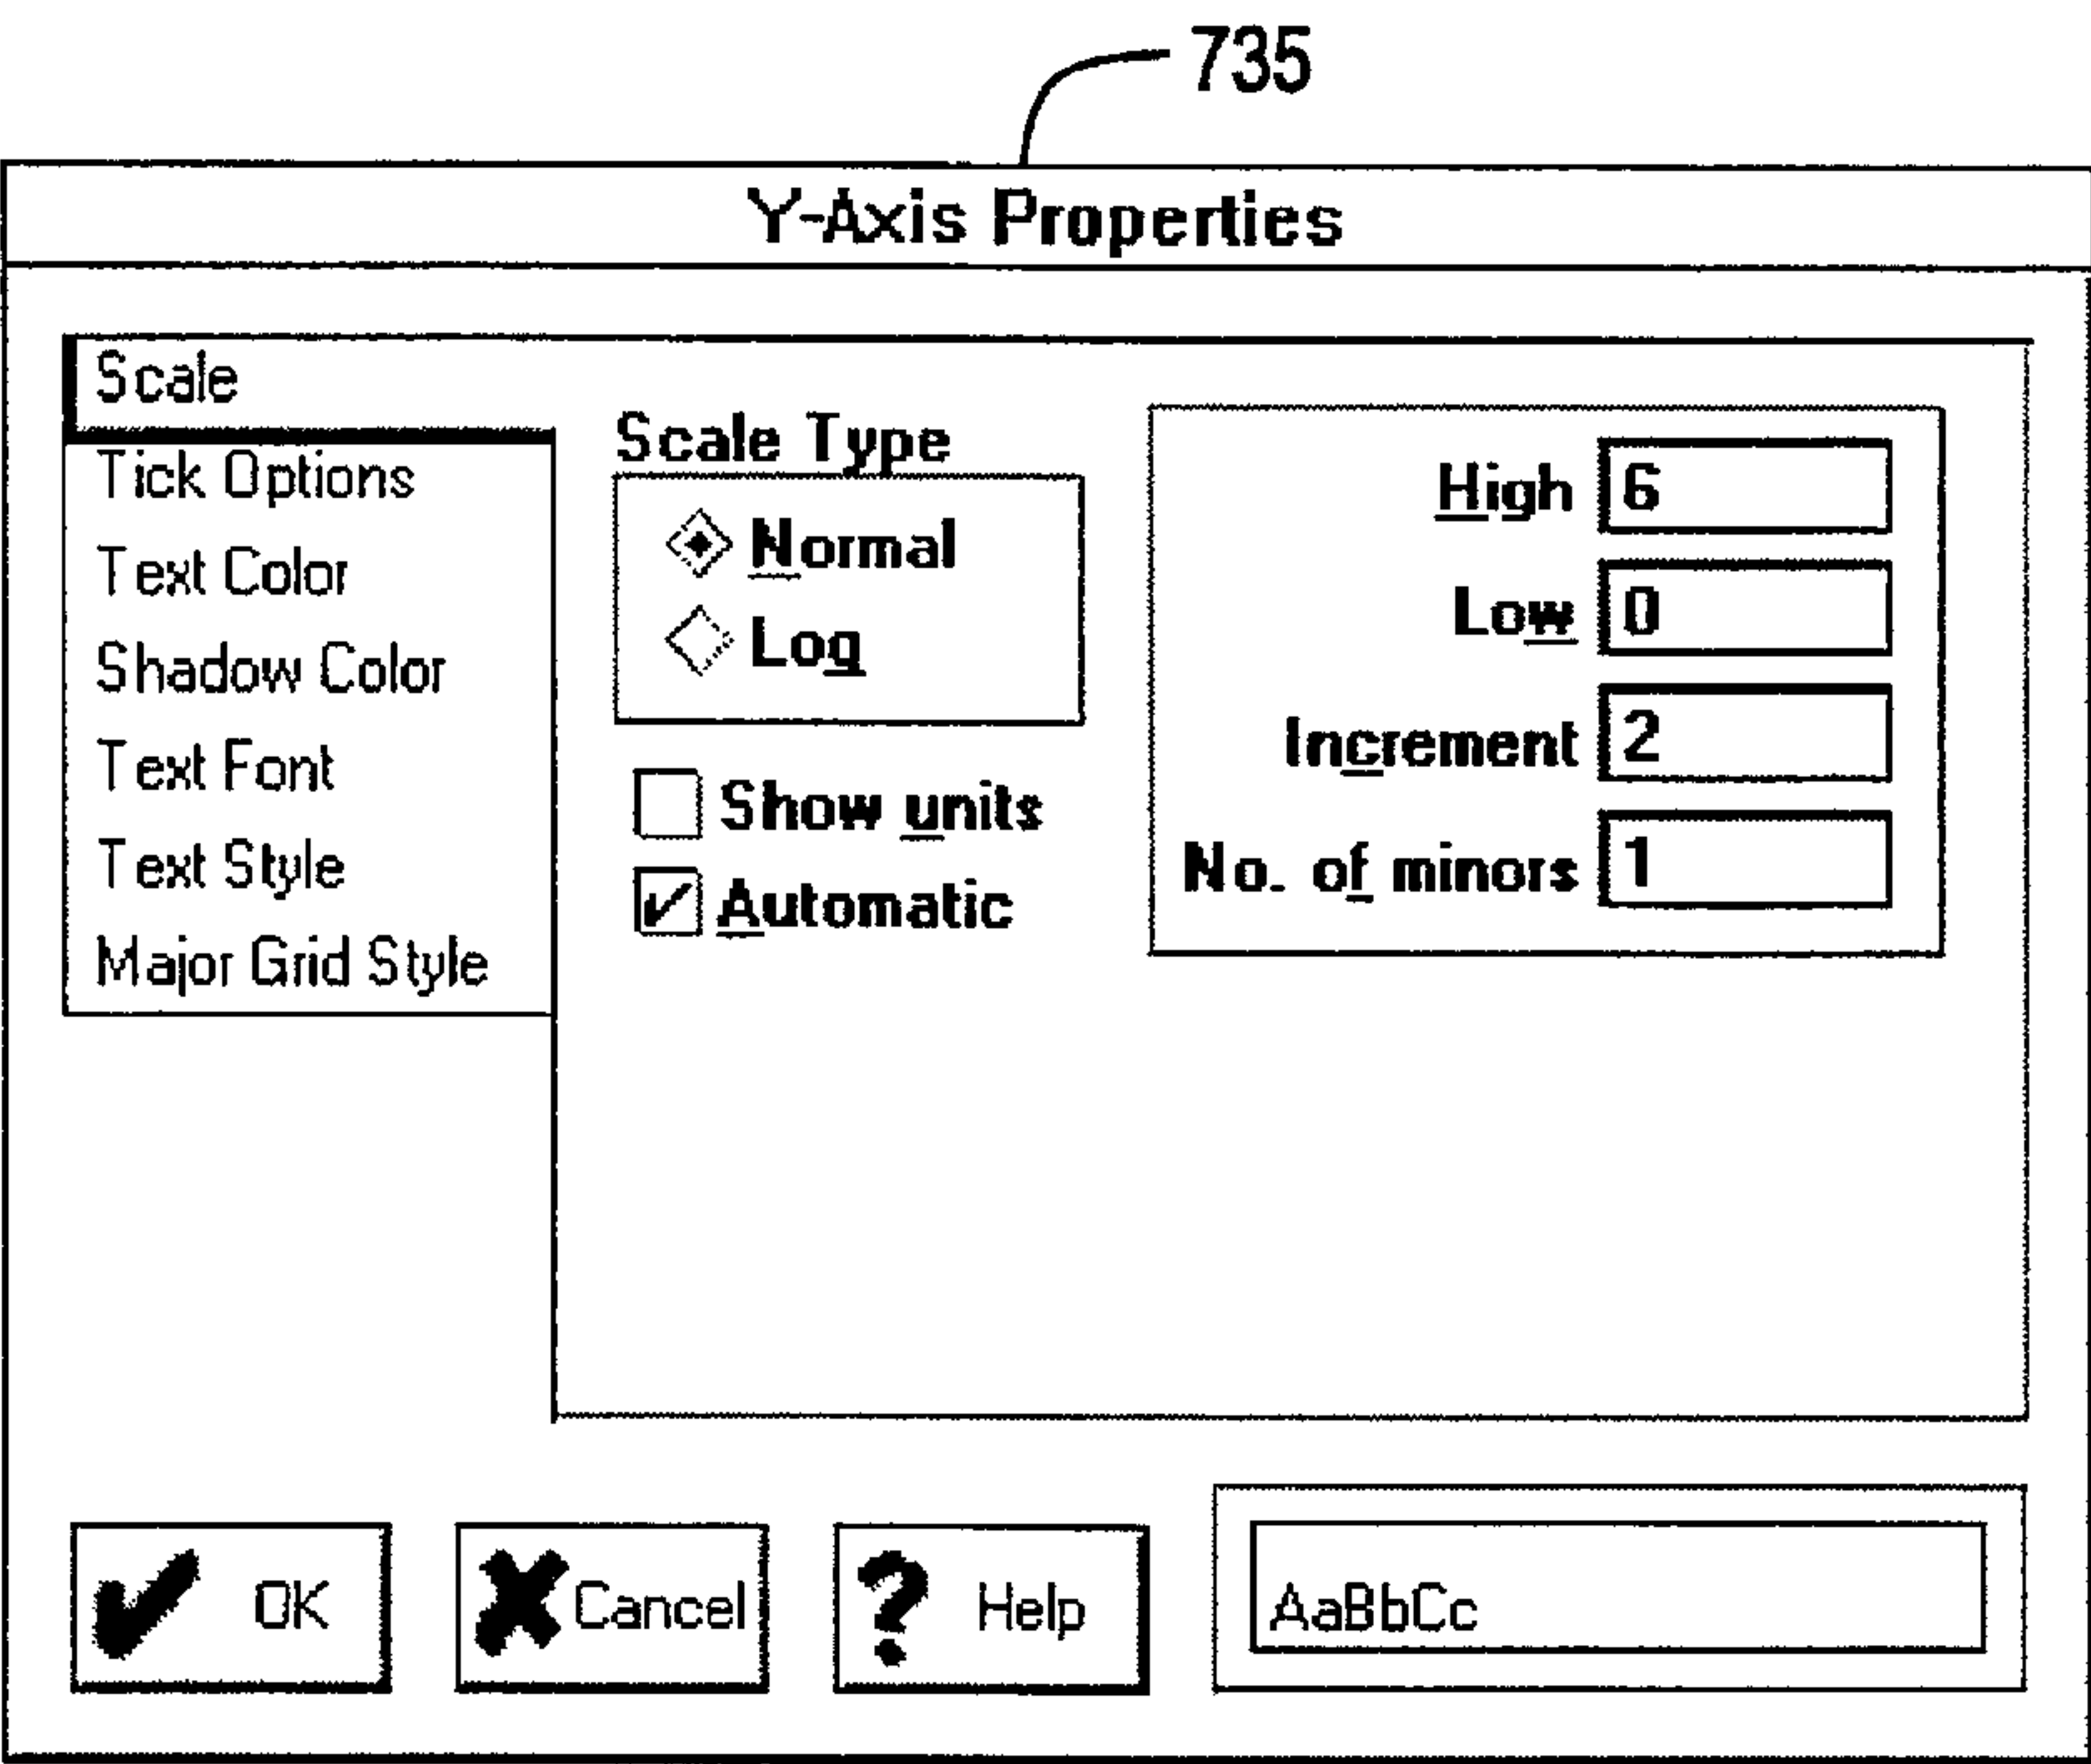 735
Y-Axis Properties
Scale
Tick Options
Text Color
Shadow Color
Text Font
Text Style
Major Grid Style
Scale Type
Normal
Log
Show units
Automatic
High 6
Low 0
Increment 2
No. of minors 1
OK
Cancel
Help
AaBbCc